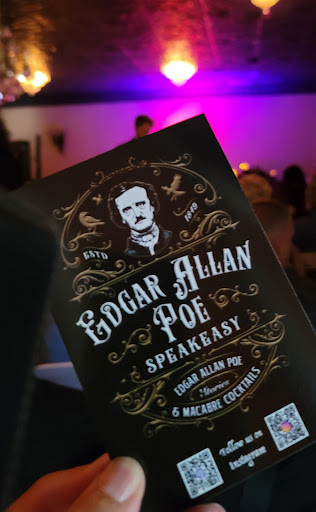 ESTD 1849
EDGAR ALLAN
POE
SPEAKEASY
EDGAR ALLAN POE
Stories
& MACABRE COCKTAILS
Follow us on
Instagram